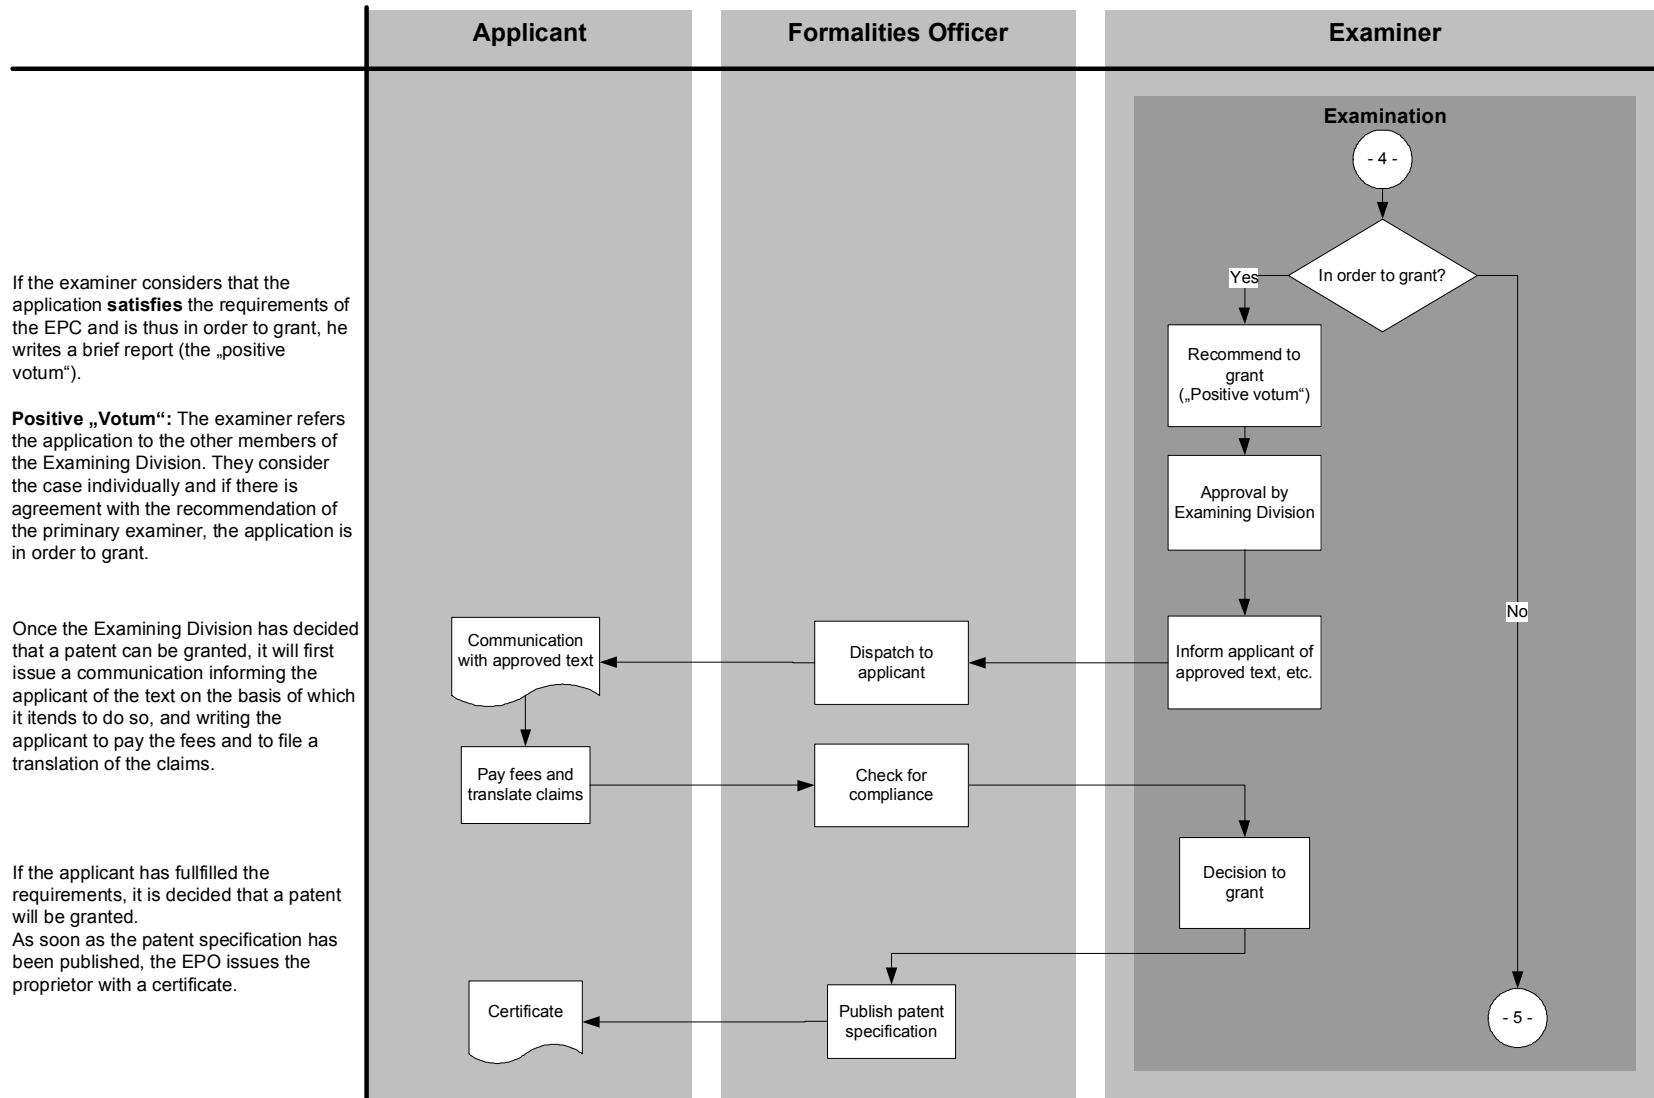 Applicant
Formalities Officer
Examiner
Examination
- 4 -
In order to grant?
Yes
No
If the examiner considers that the
application satisfies the requirements of
the EPC and is thus in order to grant, he
writes a brief report (the „positive
votum“).
Recommend to
grant
(„Positive votum“)
Positive „Votum“: The examiner refers
the application to the other members of
the Examining Division. They consider
the case individually and if there is
agreement with the recommendation of
the priminary examiner, the application is
in order to grant.
Approval by
Examining Division
Once the Examining Division has decided
that a patent can be granted, it will first
issue a communication informing the
applicant of the text on the basis of which
it itends to do so, and writing the
applicant to pay the fees and to file a
translation of the claims.
Communication
with approved text
Dispatch to
applicant
Inform applicant of
approved text, etc.
Pay fees and
translate claims
Check for
compliance
Decision to
grant
If the applicant has fullfilled the
requirements, it is decided that a patent
will be granted.
As soon as the patent specification has
been published, the EPO issues the
proprietor with a certificate.
Certificate
Publish patent
specification
- 5 -